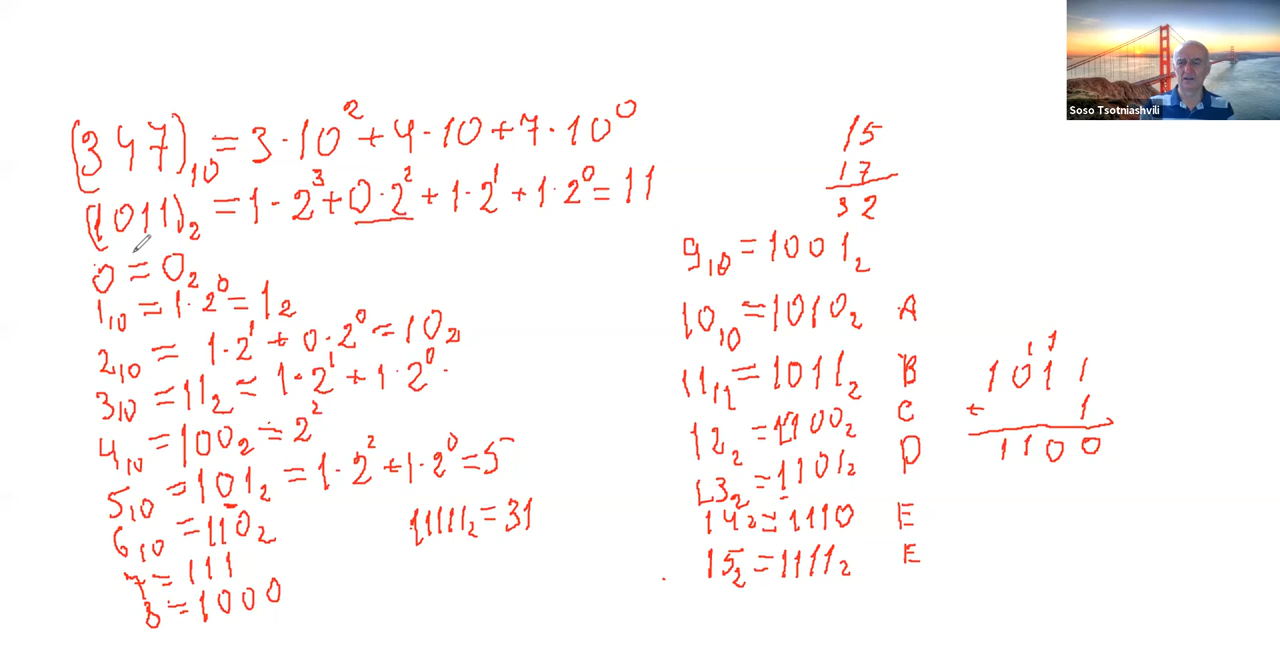 Soso Tsotniashvili
(347)₁₀ = 3·10² + 4·10 + 7·10⁰
(1011)₂ = 1·2³ + 0·2² + 1·2¹ + 1·2⁰ = 11
0 = 0₂
1₁₀ = 1·2⁰ = 1₂
2₁₀ = 1·2¹ + 0·2⁰ = 10₂
3₁₀ = 11₂ = 1·2¹ + 1·2⁰
4₁₀ = 100₂ = 2²
5₁₀ = 101₂ = 1·2² + 1·2⁰ = 5
6₁₀ = 110₂
7 = 111
8 = 1000
11111₂ = 31
15
17
32
9₁₀ = 1001₂
10₁₀ = 1010₂ A
11₁₂ = 1011₂ B
12₂ = 1100₂ C
13₂ = 1101₂ D
14₂ = 1110 E
15₂ = 1111₂ E
1 1
1011
+ 1
1100